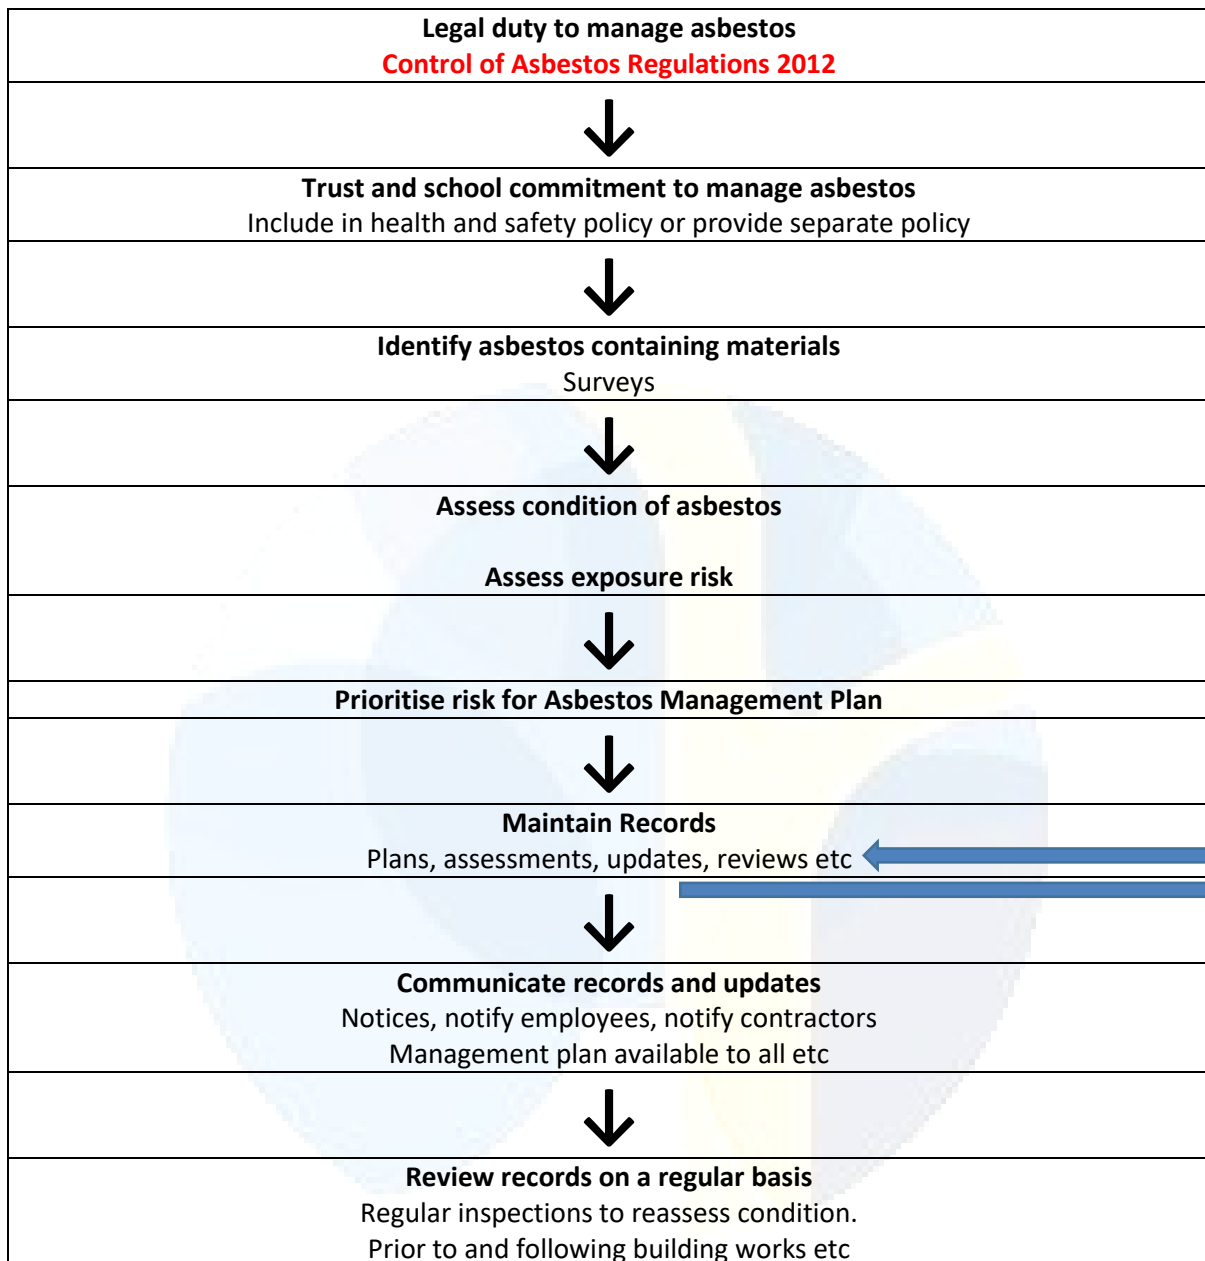 Legal duty to manage asbestos
Control of Asbestos Regulations 2012
Trust and school commitment to manage asbestos
Include in health and safety policy or provide separate policy
Identify asbestos containing materials
Surveys
Assess condition of asbestos
Assess exposure risk
Prioritise risk for Asbestos Management Plan
Maintain Records
Plans, assessments, updates, reviews etc
Communicate records and updates
Notices, notify employees, notify contractors
Management plan available to all etc
Review records on a regular basis
Regular inspections to reassess condition.
Prior to and following building works etc